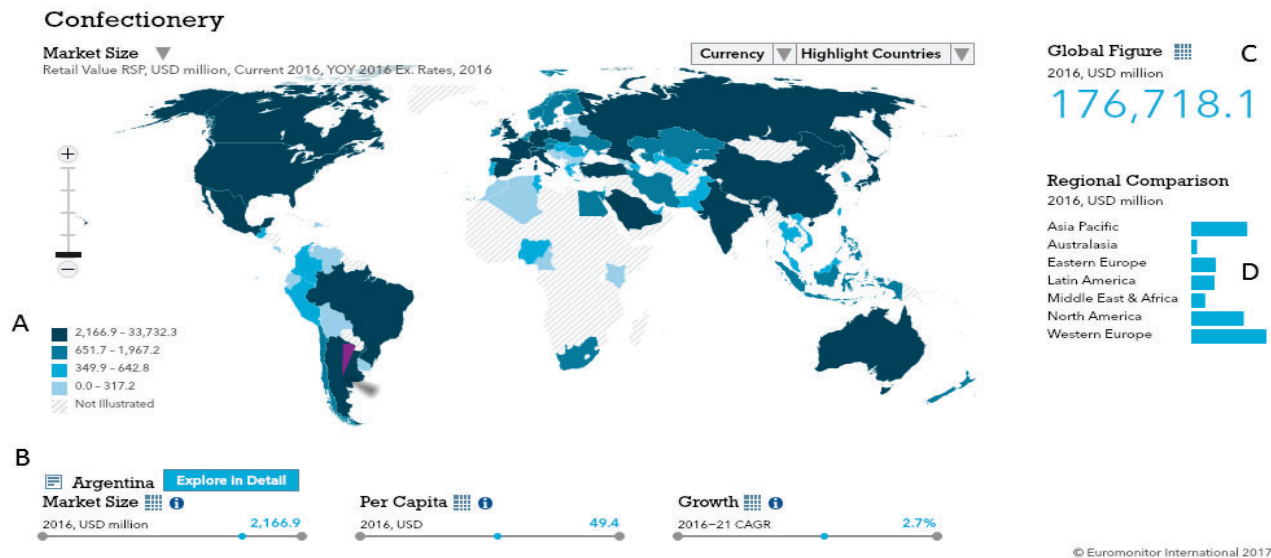 Confectionery
Market Size
Retail Value RSP, USD million, Current 2016, YOY 2016 Ex. Rates, 2016
Currency
Highlight Countries
Global Figure
C
2016, USD million
176,718.1
Regional Comparison
2016, USD million
Asia Pacific
Australasia
Eastern Europe
Latin America
Middle East & Africa
North America
Western Europe
D
A
2,166.9 – 33,732.3
651.7 – 1,967.2
349.9 – 642.8
0.0 – 317.2
Not Illustrated
B
Argentina
Explore in Detail
Market Size
2016, USD million
2,166.9
Per Capita
2016, USD
49.4
Growth
2016–21 CAGR
2.7%
© Euromonitor International 2017